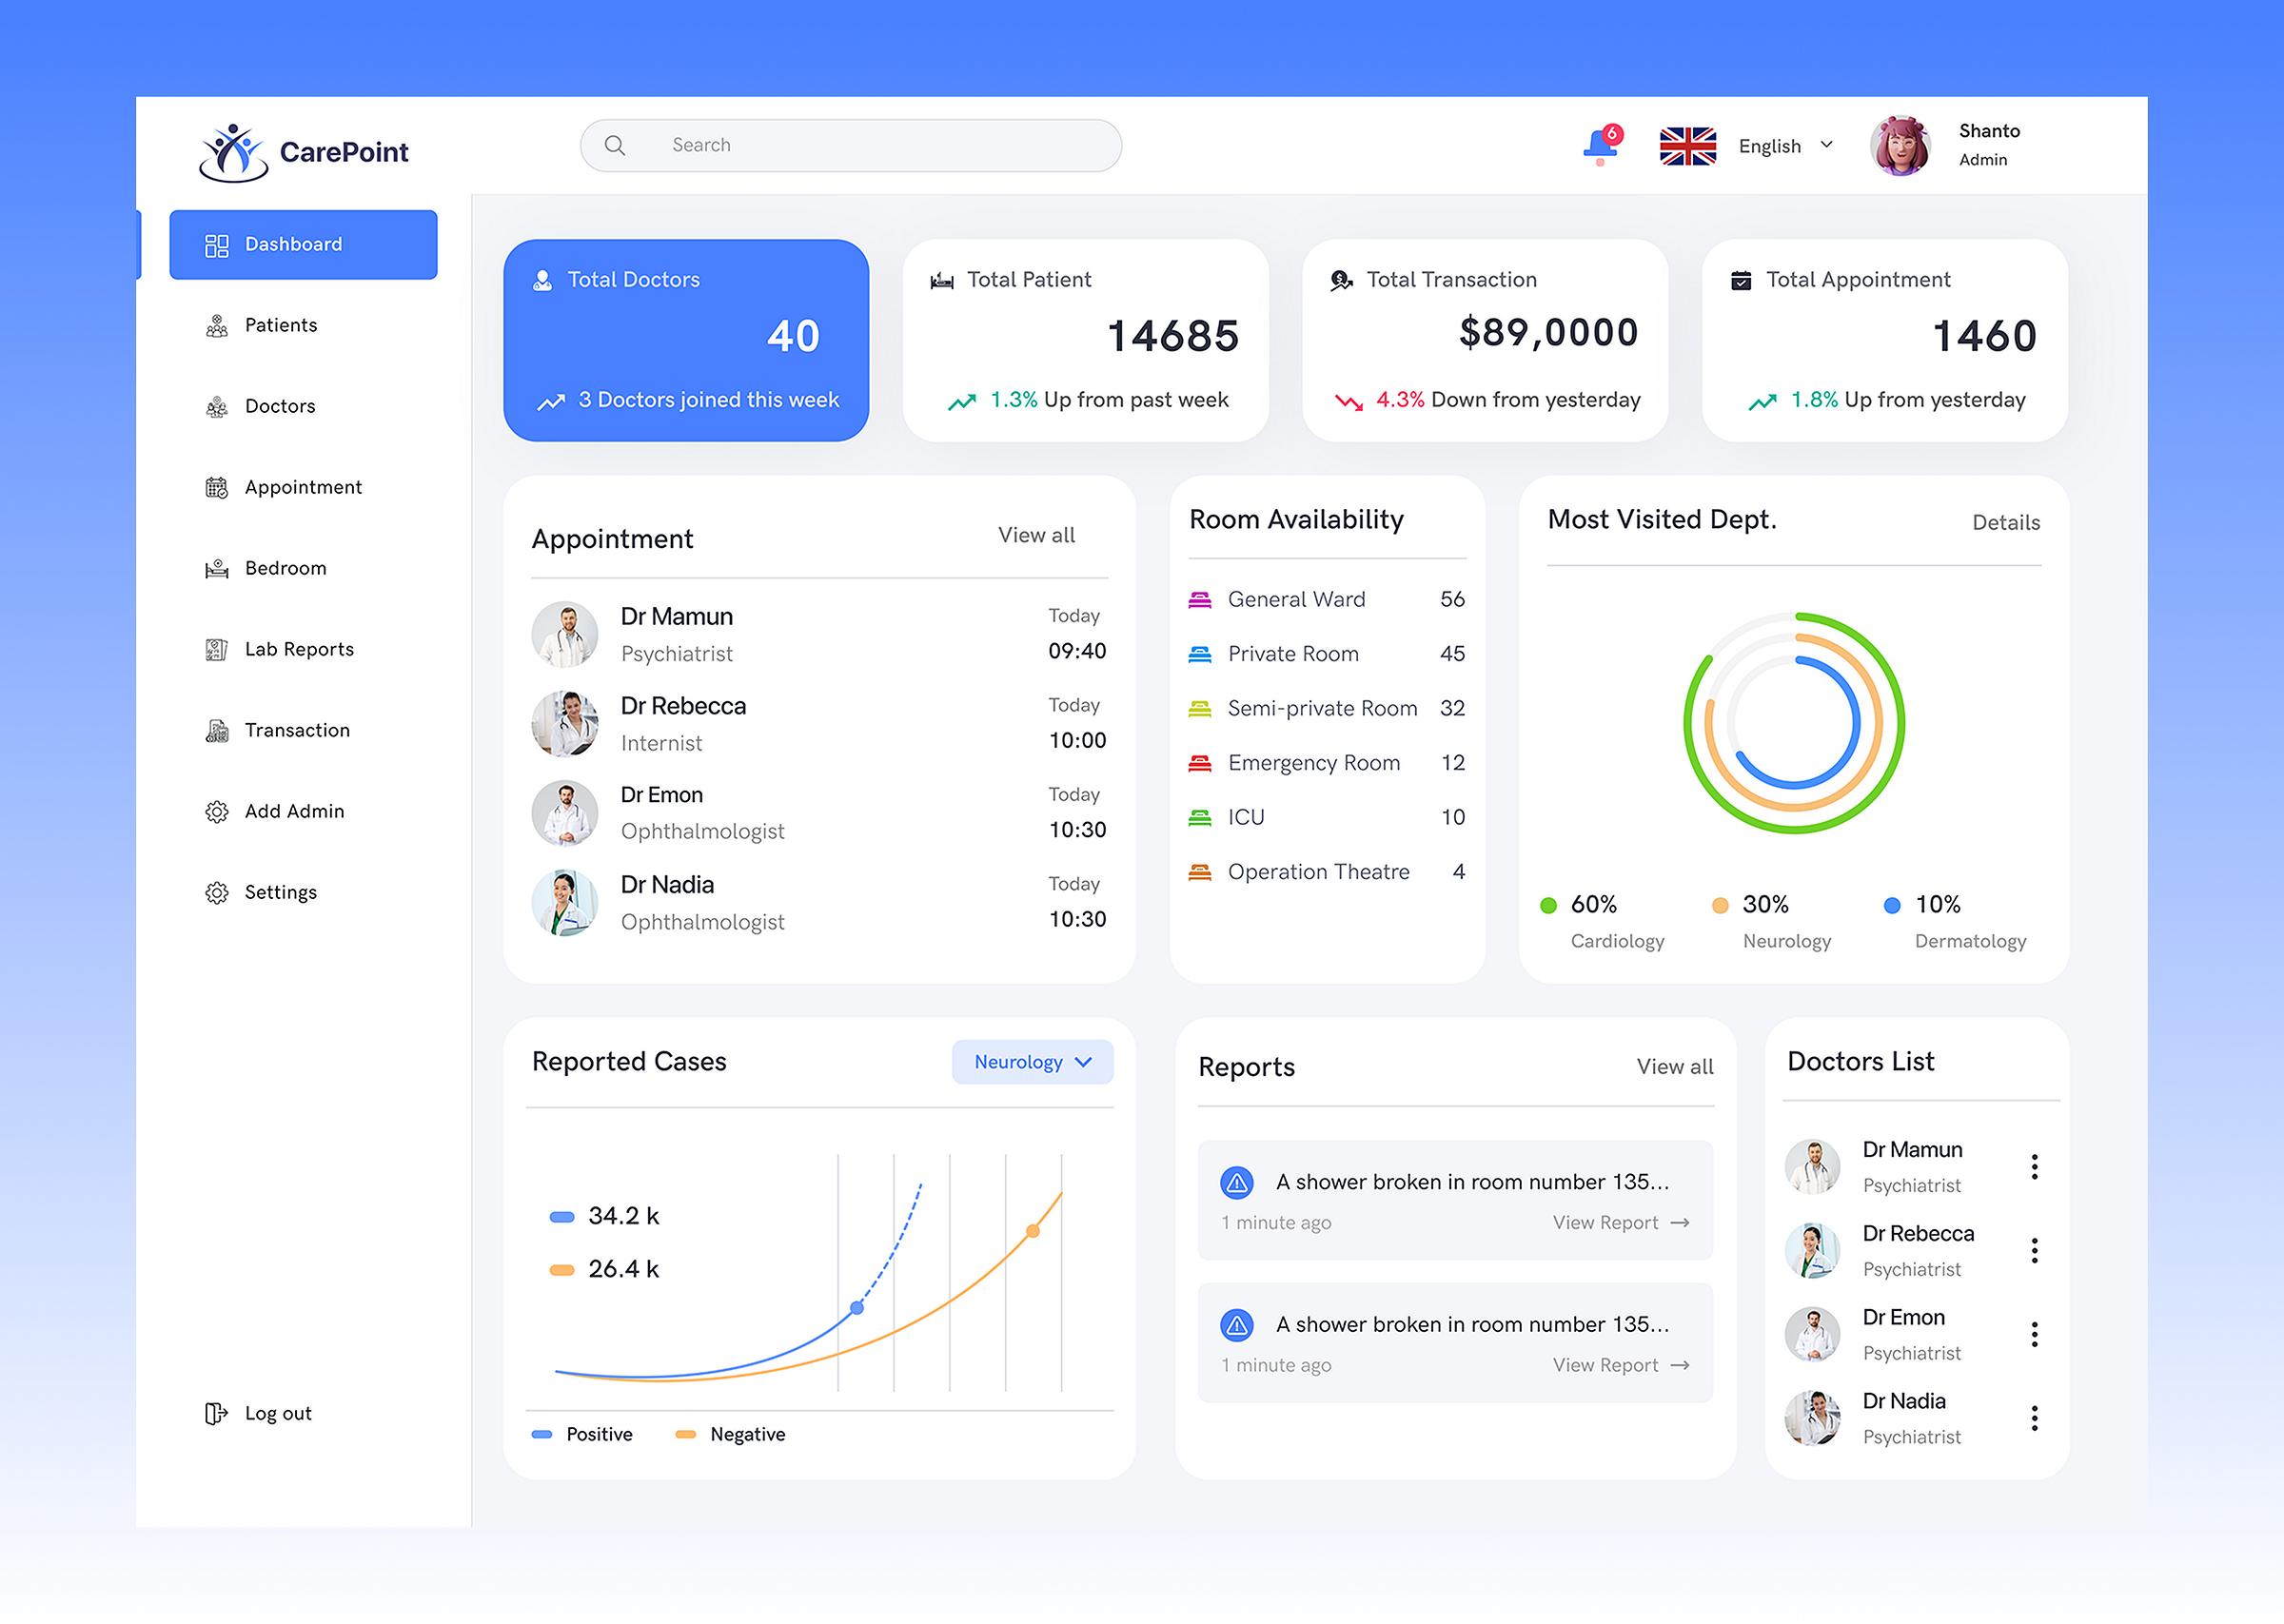 CarePoint
Search
6
English
Shanto
Admin
Dashboard
Patients
Doctors
Appointment
Bedroom
Lab Reports
Transaction
Add Admin
Settings
Log out
Total Doctors
40
3 Doctors joined this week
Total Patient
14685
1.3% Up from past week
Total Transaction
$89,0000
4.3% Down from yesterday
Total Appointment
1460
1.8% Up from yesterday
Appointment
View all
Dr Mamun
Psychiatrist
Today
09:40
Dr Rebecca
Internist
Today
10:00
Dr Emon
Ophthalmologist
Today
10:30
Dr Nadia
Ophthalmologist
Today
10:30
Room Availability
General Ward 56
Private Room 45
Semi-private Room 32
Emergency Room 12
ICU 10
Operation Theatre 4
Most Visited Dept.
Details
60%
Cardiology
30%
Neurology
10%
Dermatology
Reported Cases
Neurology
34.2 k
26.4 k
Positive
Negative
Reports
View all
A shower broken in room number 135...
1 minute ago
View Report
A shower broken in room number 135...
1 minute ago
View Report
Doctors List
Dr Mamun
Psychiatrist
Dr Rebecca
Psychiatrist
Dr Emon
Psychiatrist
Dr Nadia
Psychiatrist